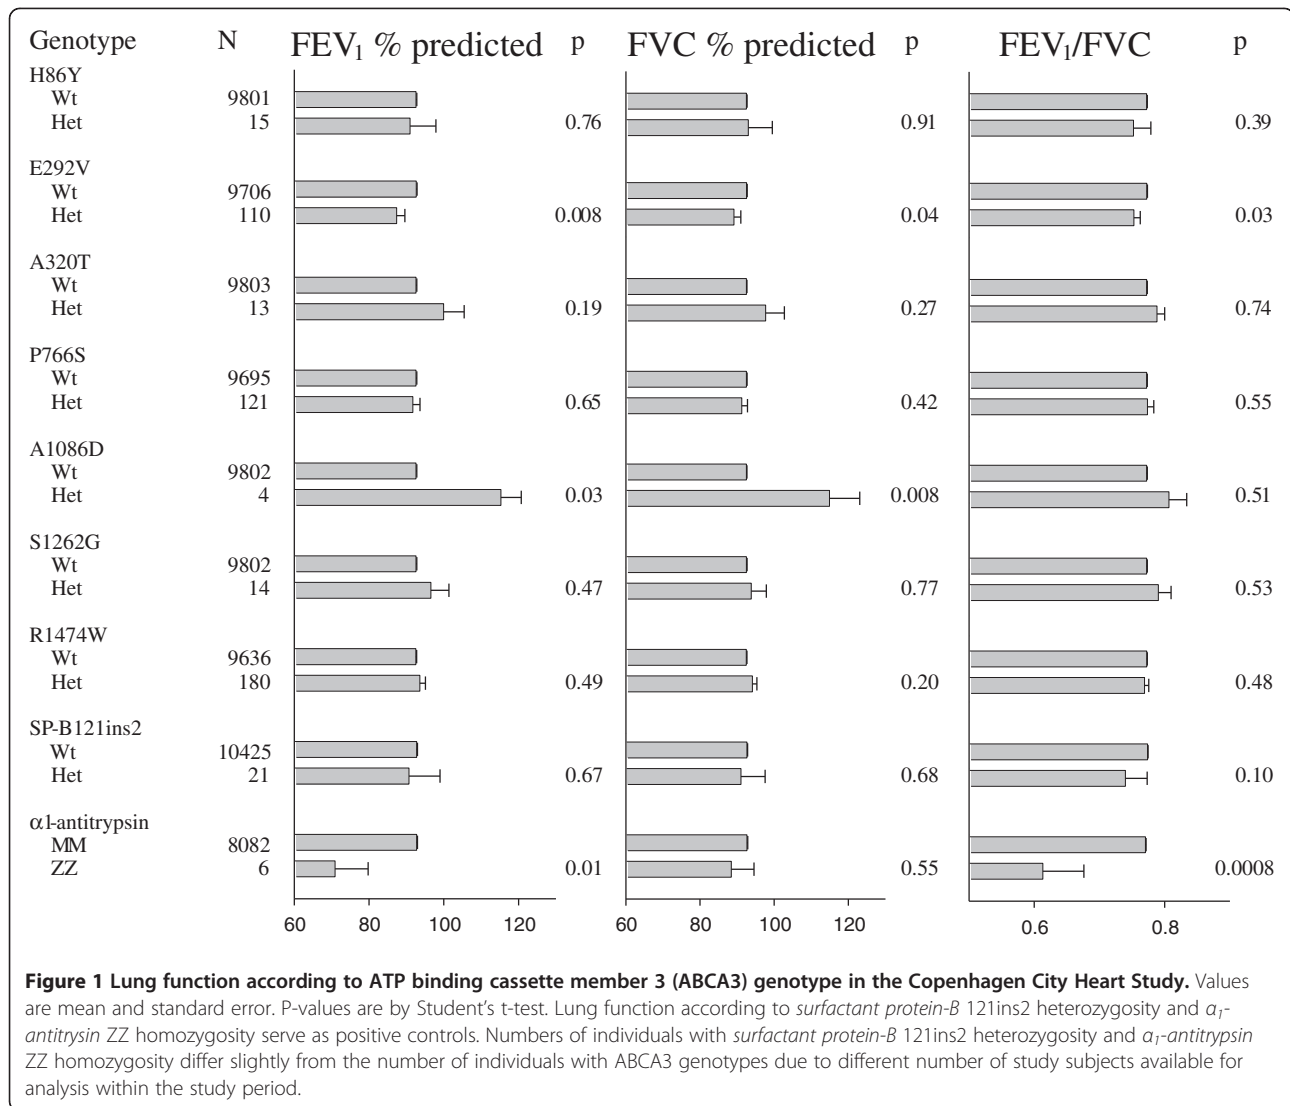 Genotype N FEV1 % predicted p FVC % predicted p FEV1/FVC p
H86Y
Wt 9801
Het 15 0.76 0.91 0.39
E292V
Wt 9706
Het 110 0.008 0.04 0.03
A320T
Wt 9803
Het 13 0.19 0.27 0.74
P766S
Wt 9695
Het 121 0.65 0.42 0.55
A1086D
Wt 9802
Het 4 0.03 0.008 0.51
S1262G
Wt 9802
Het 14 0.47 0.77 0.53
R1474W
Wt 9636
Het 180 0.49 0.20 0.48
SP-B121ins2
Wt 10425
Het 21 0.67 0.68 0.10
α1-antitrypsin
MM 8082
ZZ 6 0.01 0.55 0.0008
60 80 100 120 60 80 100 120 0.6 0.8
Figure 1 Lung function according to ATP binding cassette member 3 (ABCA3) genotype in the Copenhagen City Heart Study. Values
are mean and standard error. P-values are by Student's t-test. Lung function according to surfactant protein-B 121ins2 heterozygosity and α1-
antitrysin ZZ homozygosity serve as positive controls. Numbers of individuals with surfactant protein-B 121ins2 heterozygosity and α1-antitrypsin
ZZ homozygosity differ slightly from the number of individuals with ABCA3 genotypes due to different number of study subjects available for
analysis within the study period.